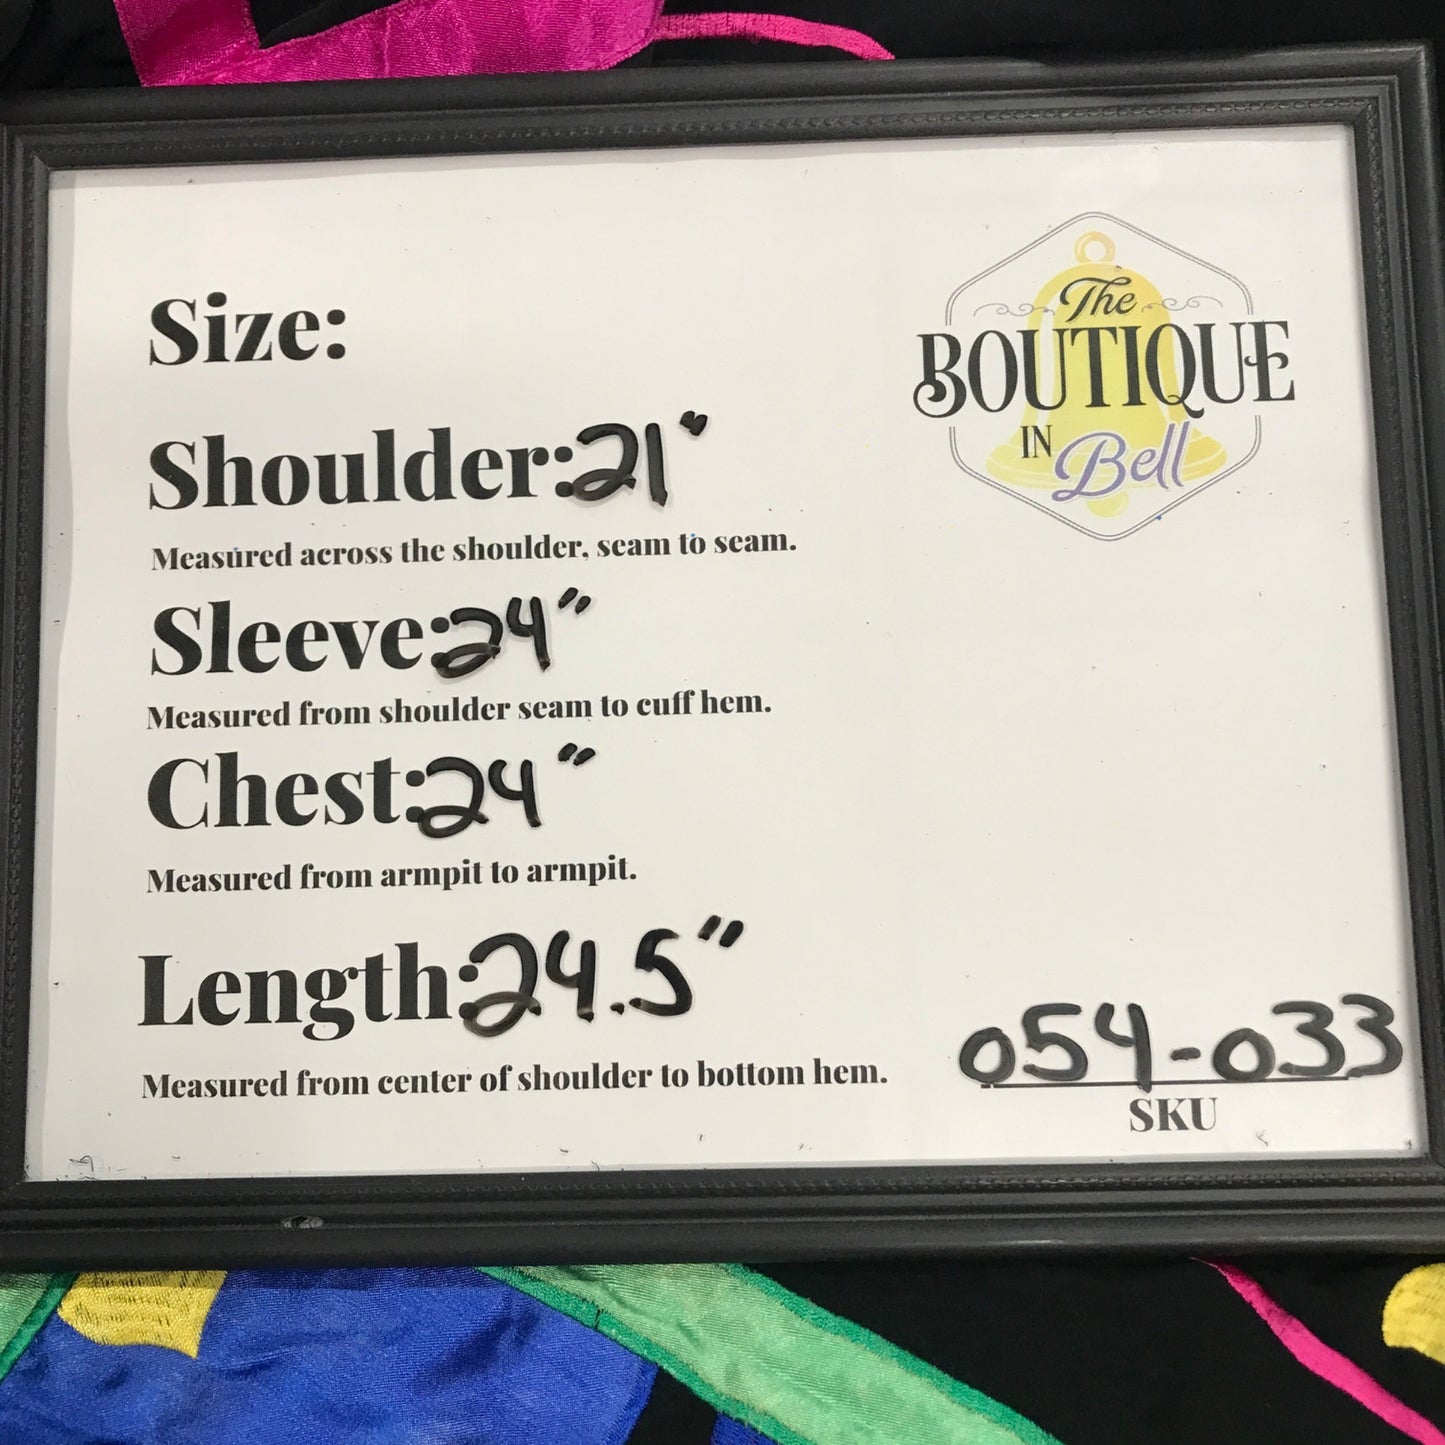 The
BOUTIQUE
IN Bell
Size:
Shoulder: 21"
Measured across the shoulder, seam to seam.
Sleeve: 24"
Measured from shoulder seam to cuff hem.
Chest: 24"
Measured from armpit to armpit.
Length: 24.5"
Measured from center of shoulder to bottom hem.
054-033
SKU